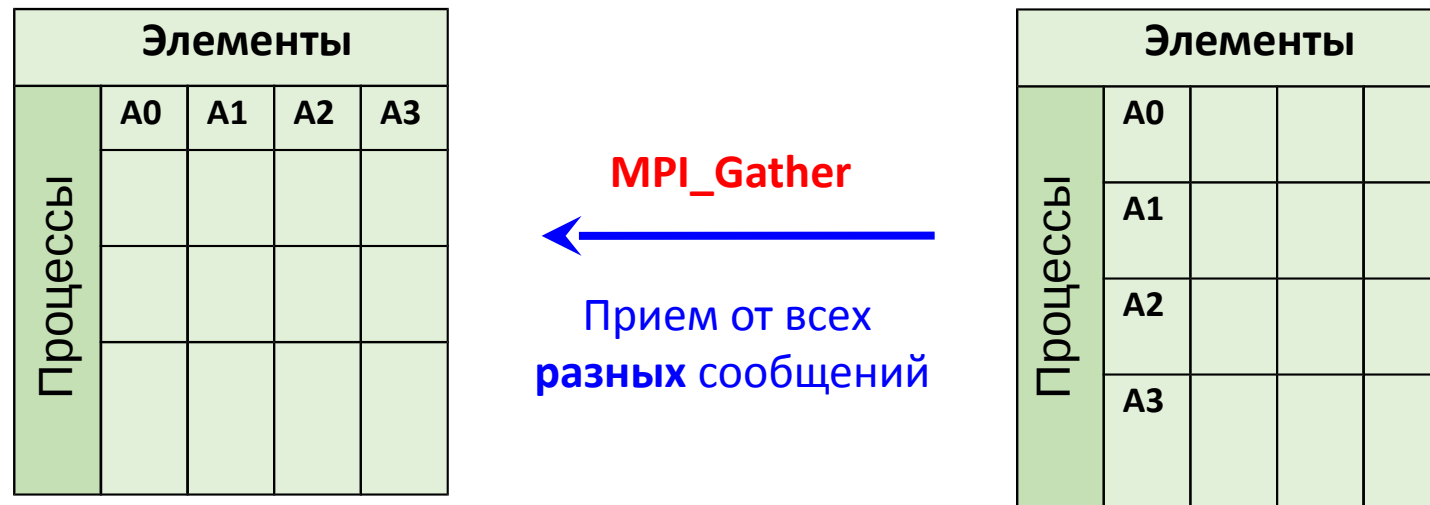 Элементы
Процессы
A0 A1 A2 A3
MPI_Gather
Прием от всех
разных сообщений
Элементы
Процессы
A0
A1
A2
A3